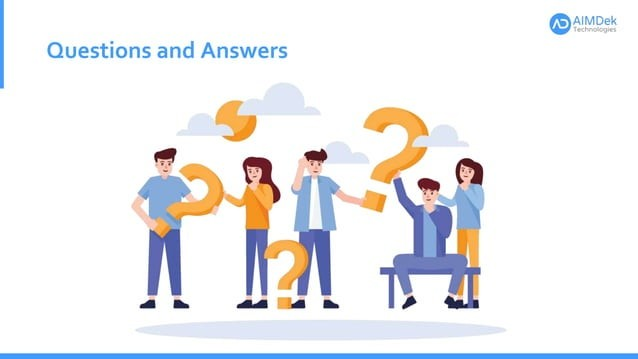 AIMDek
Technologies
Questions and Answers